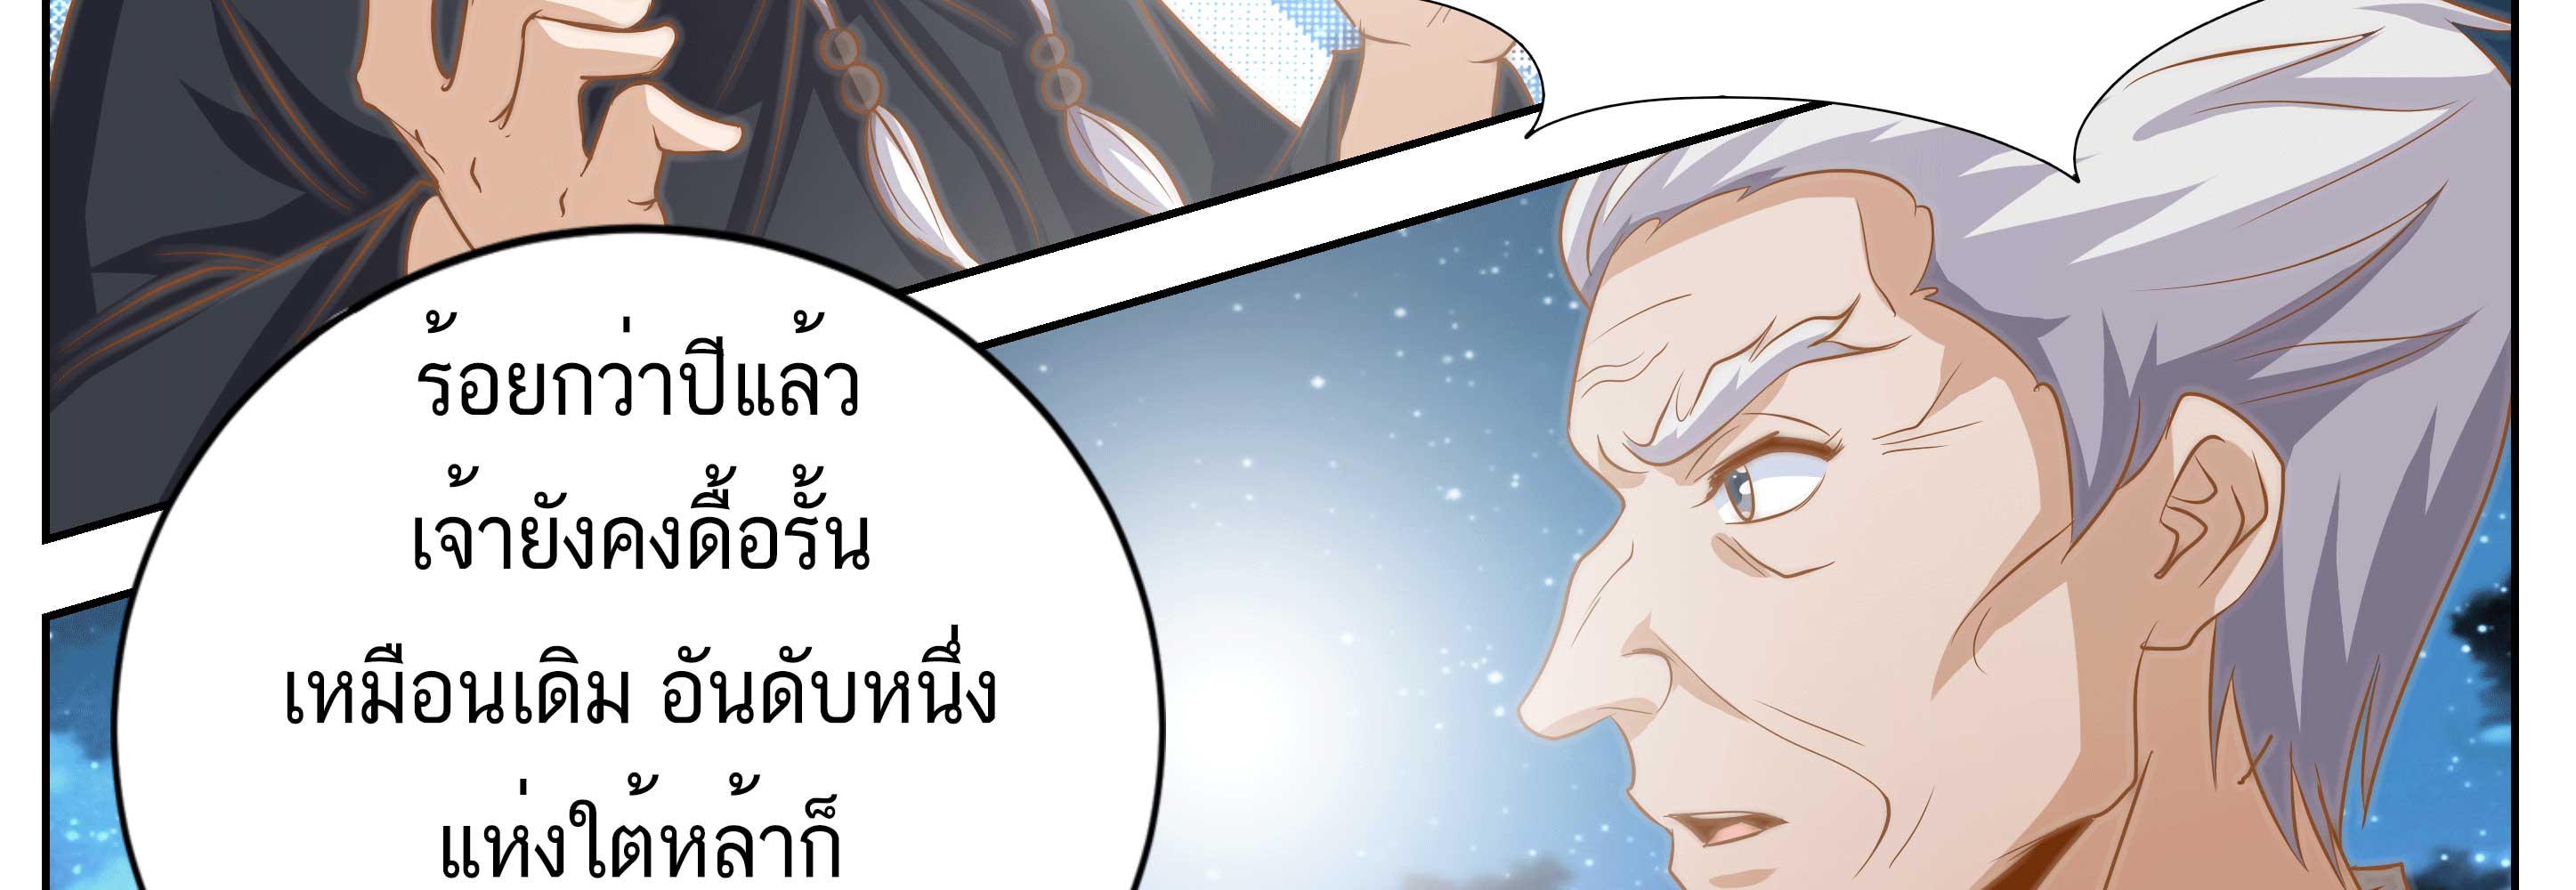 ร้อยกว่าปีแล้ว
เจ้ายังคงดื้อรั้น
เหมือนเดิม อันดับหนึ่ง
แห่งใต้หล้าก็